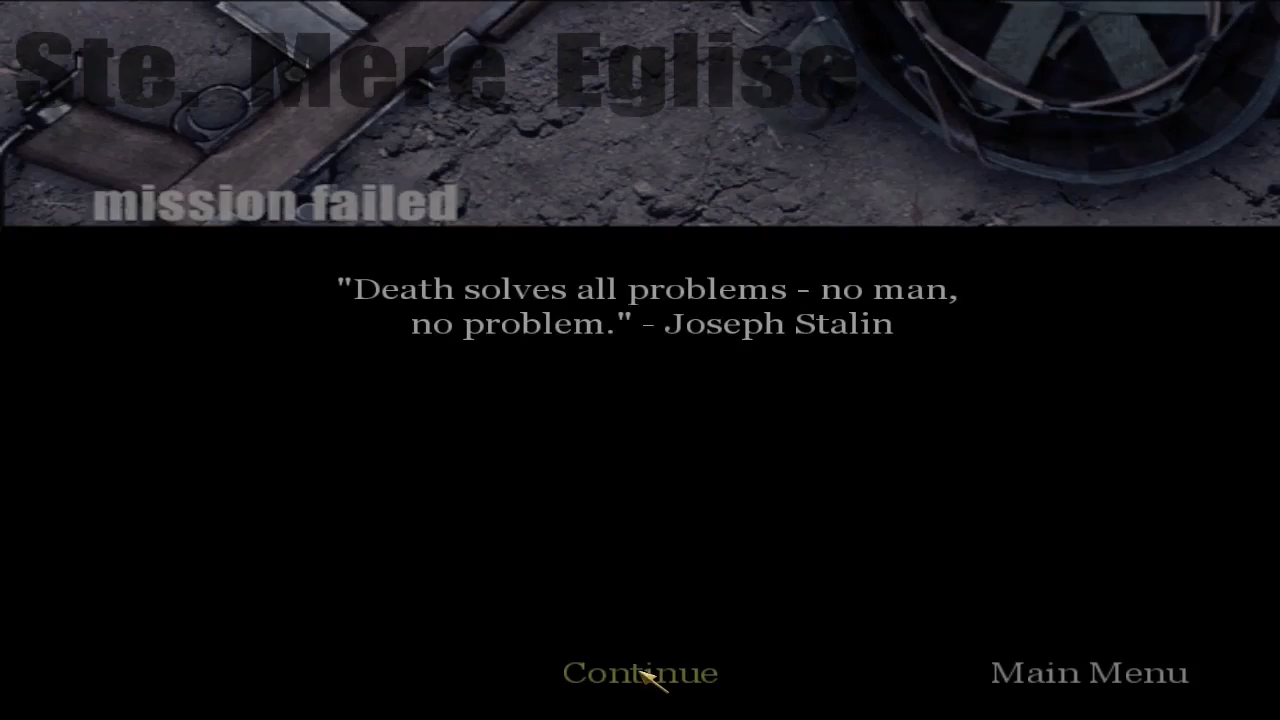 Ste. Mere Eglise
mission failed
"Death solves all problems - no man,
no problem." - Joseph Stalin
Continue
Main Menu